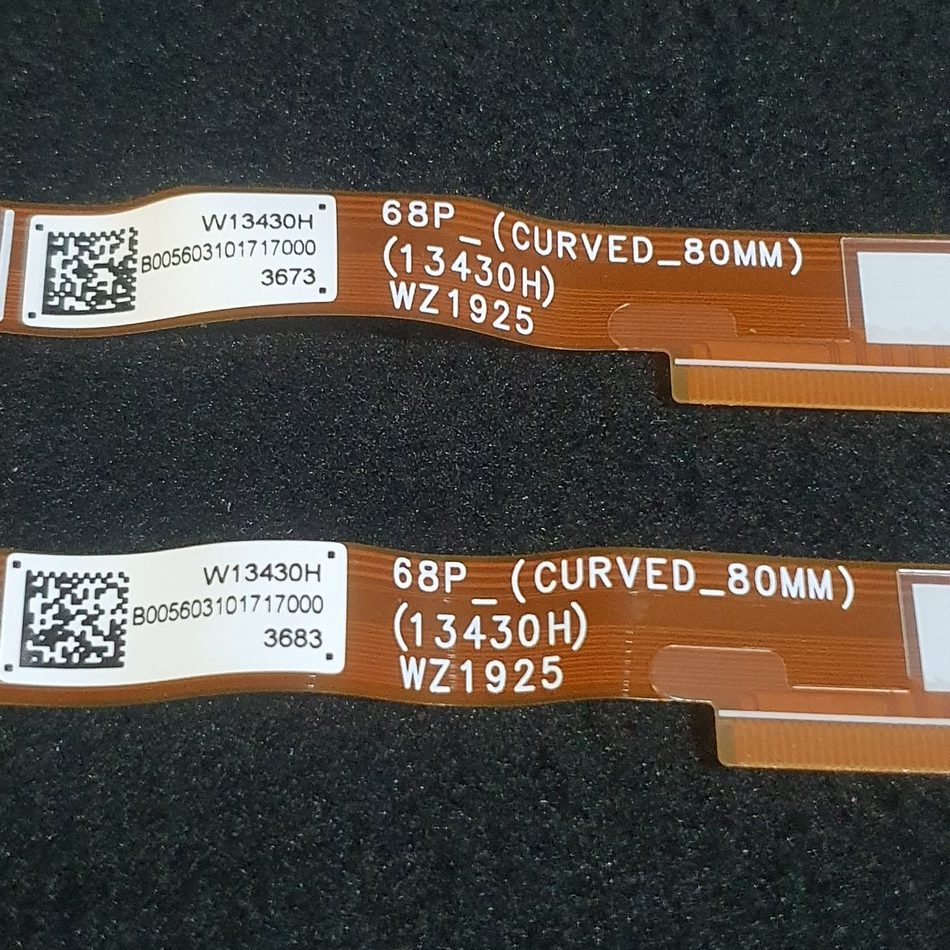 W13430H
B005603101717000
3673
68P_(CURVED_80MM)
(13430H)
WZ1925
W13430H
B005603101717000
3683
68P_(CURVED_80MM)
(13430H)
WZ1925